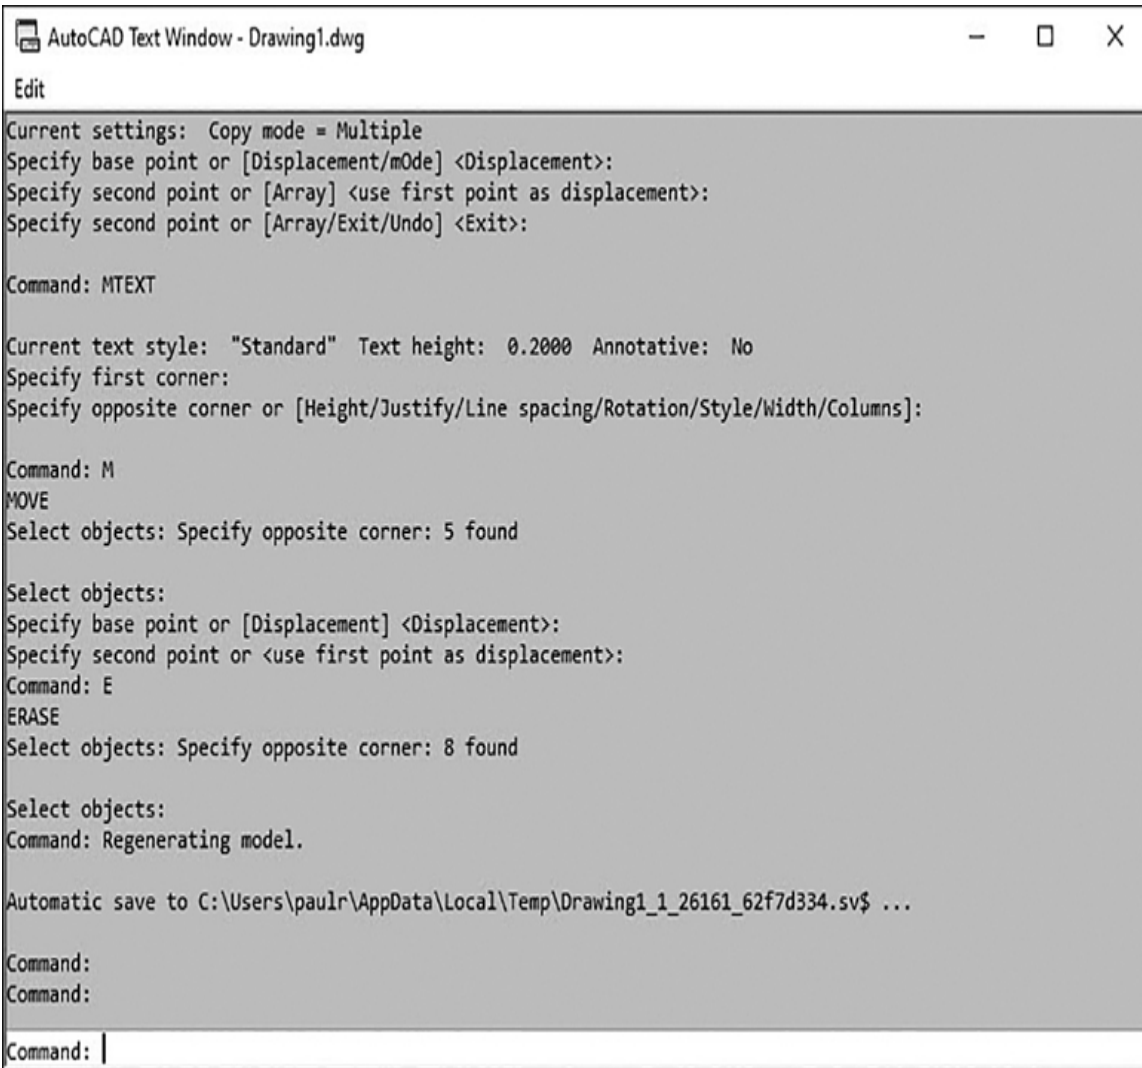 AutoCAD Text Window - Drawing1.dwg
Edit
Current settings:  Copy mode = Multiple
Specify base point or [Displacement/mOde] <Displacement>:
Specify second point or [Array] <use first point as displacement>:
Specify second point or [Array/Exit/Undo] <Exit>:
Command: MTEXT
Current text style:  "Standard"  Text height:  0.2000  Annotative:  No
Specify first corner:
Specify opposite corner or [Height/Justify/Line spacing/Rotation/Style/Width/Columns]:
Command: M
MOVE
Select objects: Specify opposite corner: 5 found
Select objects:
Specify base point or [Displacement] <Displacement>:
Specify second point or <use first point as displacement>:
Command: E
ERASE
Select objects: Specify opposite corner: 8 found
Select objects:
Command: Regenerating model.
Automatic save to C:\Users\paulr\AppData\Local\Temp\Drawing1_1_26161_62f7d334.sv$ ...
Command:
Command:
Command: